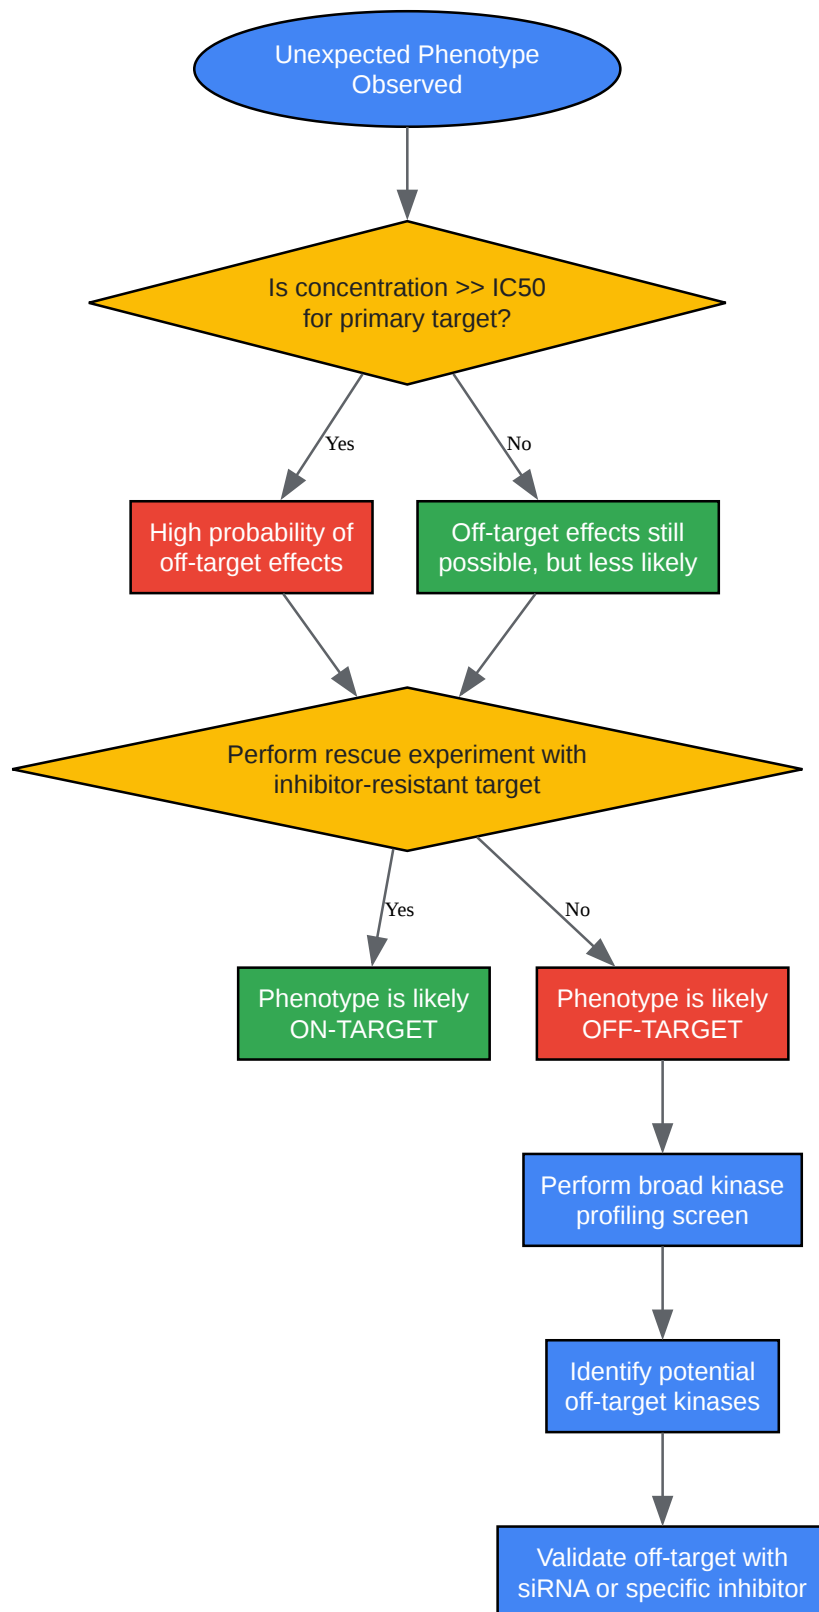 Unexpected Phenotype
Observed
Is concentration >> IC50
for primary target?
Yes
No
High probability of
off-target effects
Off-target effects still
possible, but less likely
Perform rescue experiment with
inhibitor-resistant target
Yes
No
Phenotype is likely
ON-TARGET
Phenotype is likely
OFF-TARGET
Perform broad kinase
profiling screen
Identify potential
off-target kinases
Validate off-target with
siRNA or specific inhibitor